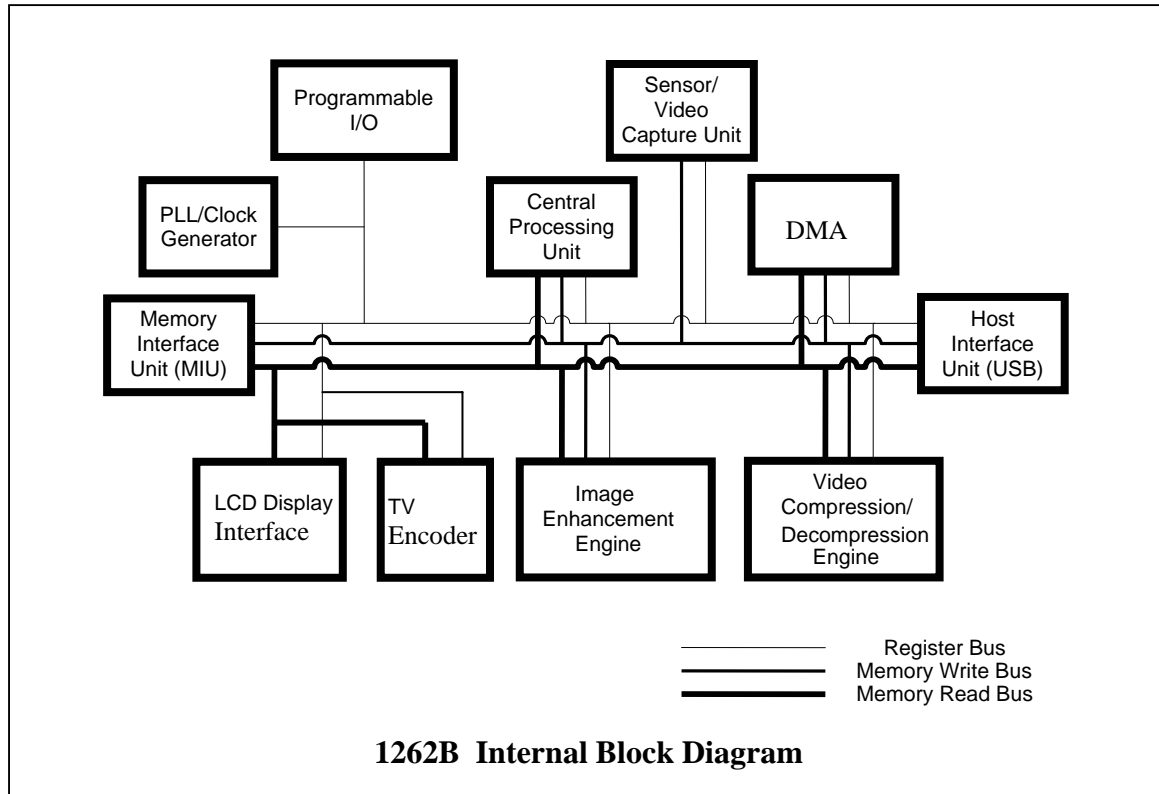 Programmable
I/O
Sensor/
Video
Capture Unit
PLL/Clock
Generator
Central
Processing
Unit
DMA
Memory
Interface
Unit (MIU)
Host
Interface
Unit (USB)
LCD Display
Interface
TV
Encoder
Image
Enhancement
Engine
Video
Compression/
Decompression
Engine
Register Bus
Memory Write Bus
Memory Read Bus
1262B Internal Block Diagram